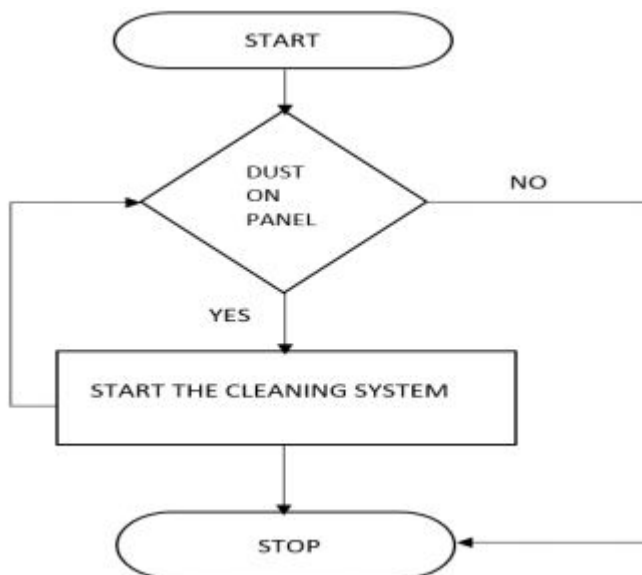 START
DUST
ON
PANEL
NO
YES
START THE CLEANING SYSTEM
STOP